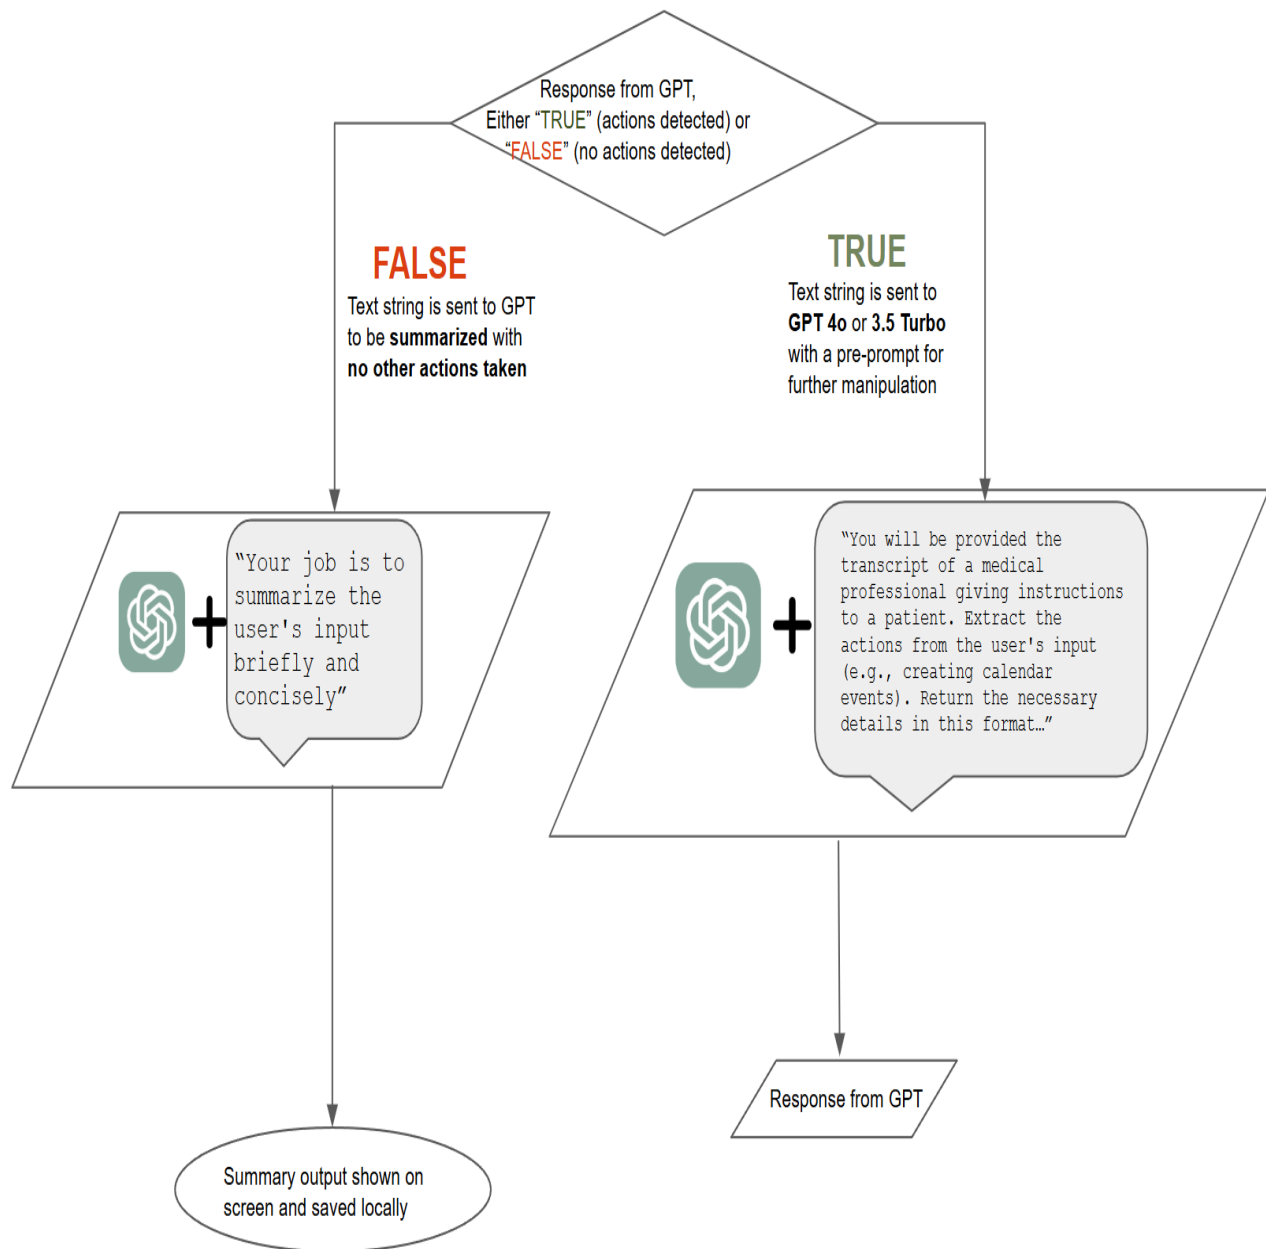 Response from GPT,
Either “TRUE” (actions detected) or
“FALSE” (no actions detected)
FALSE
Text string is sent to GPT
to be summarized with
no other actions taken
TRUE
Text string is sent to
GPT 4o or 3.5 Turbo
with a pre-prompt for
further manipulation
“Your job is to
summarize the
user's input
briefly and
concisely”
“You will be provided the
transcript of a medical
professional giving instructions
to a patient. Extract the
actions from the user's input
(e.g., creating calendar
events). Return the necessary
details in this format…”
Response from GPT
Summary output shown on
screen and saved locally